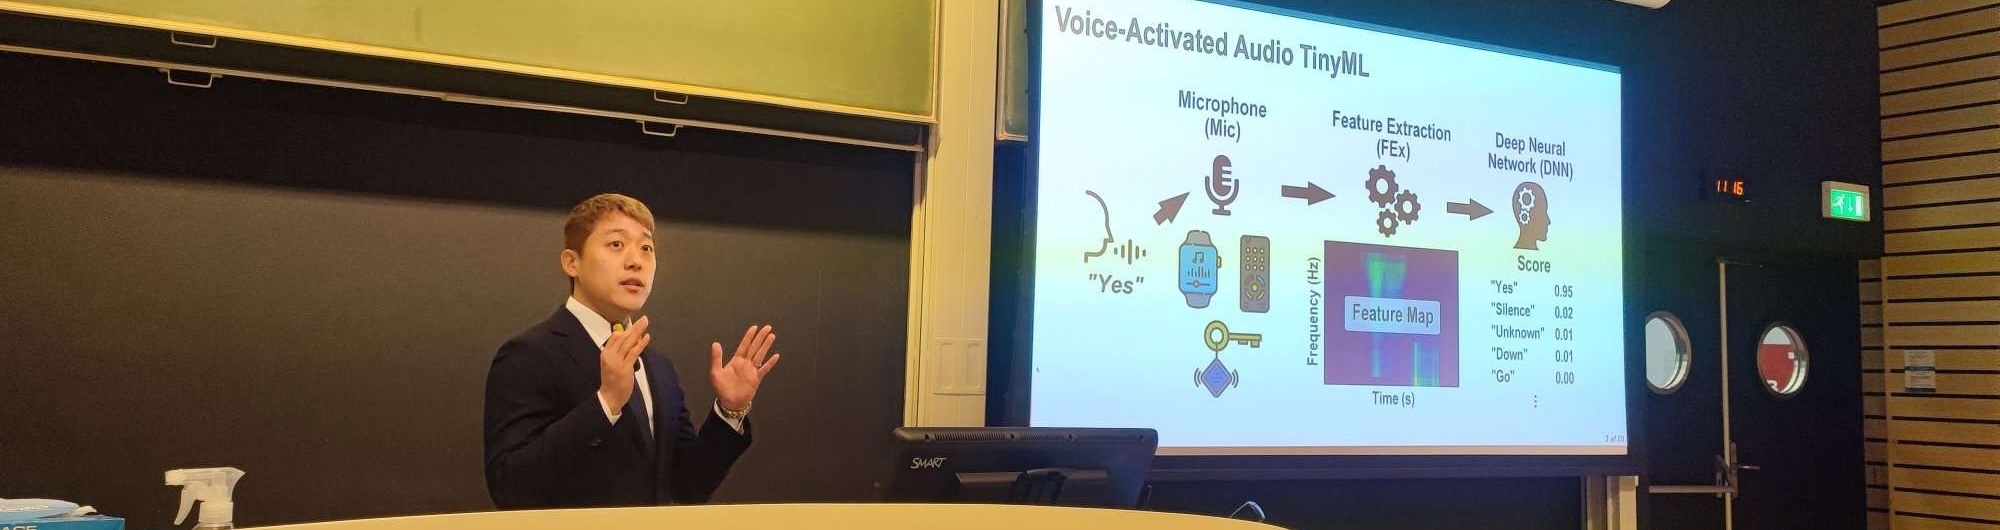 Voice-Activated Audio TinyML
Microphone
(Mic)
Feature Extraction
(FEx)
Deep Neural
Network (DNN)
"Yes"
Frequency (Hz)
Feature Map
Time (s)
Score
"Yes" 0.95
"Silence" 0.02
"Unknown" 0.01
"Down" 0.01
"Go" 0.00
11 16
SMART